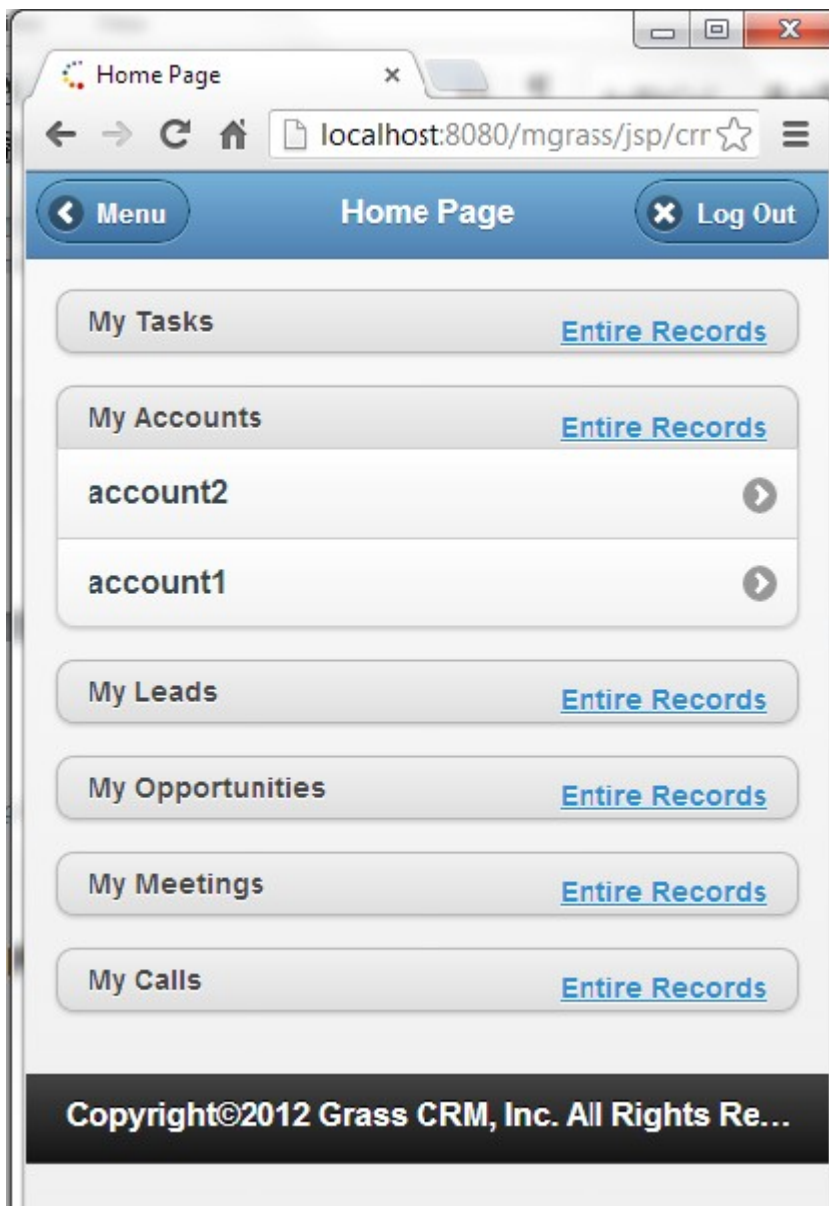 Home Page
localhost:8080/mgrass/jsp/crm
Menu
Home Page
Log Out
My Tasks
Entire Records
My Accounts
Entire Records
account2
account1
My Leads
Entire Records
My Opportunities
Entire Records
My Meetings
Entire Records
My Calls
Entire Records
Copyright©2012 Grass CRM, Inc. All Rights Re...